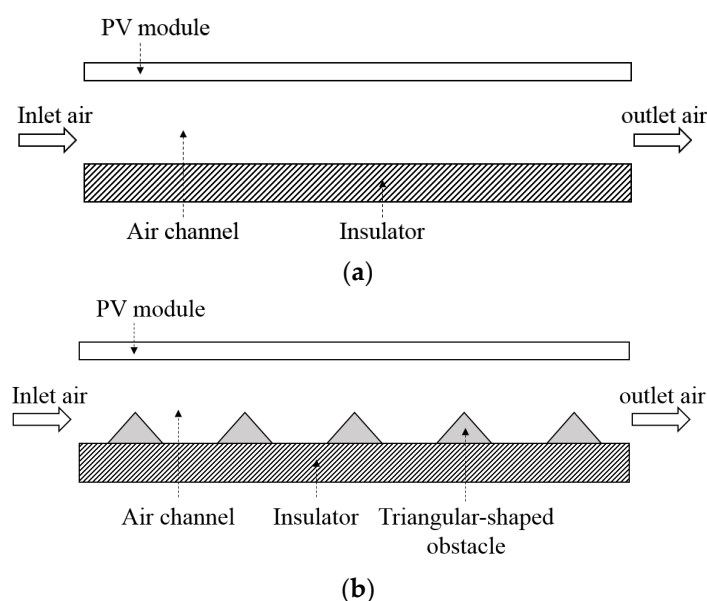 PV module
Inlet air
outlet air
Air channel
Insulator
(a)
PV module
Inlet air
outlet air
Air channel
Insulator
Triangular-shaped
obstacle
(b)